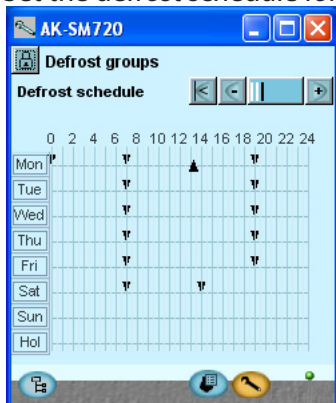 AK-SM720
Defrost groups
Defrost schedule
0 2 4 6 8 10 12 14 16 18 20 22 24
Mon
Tue
Wed
Thu
Fri
Sat
Sun
Hol